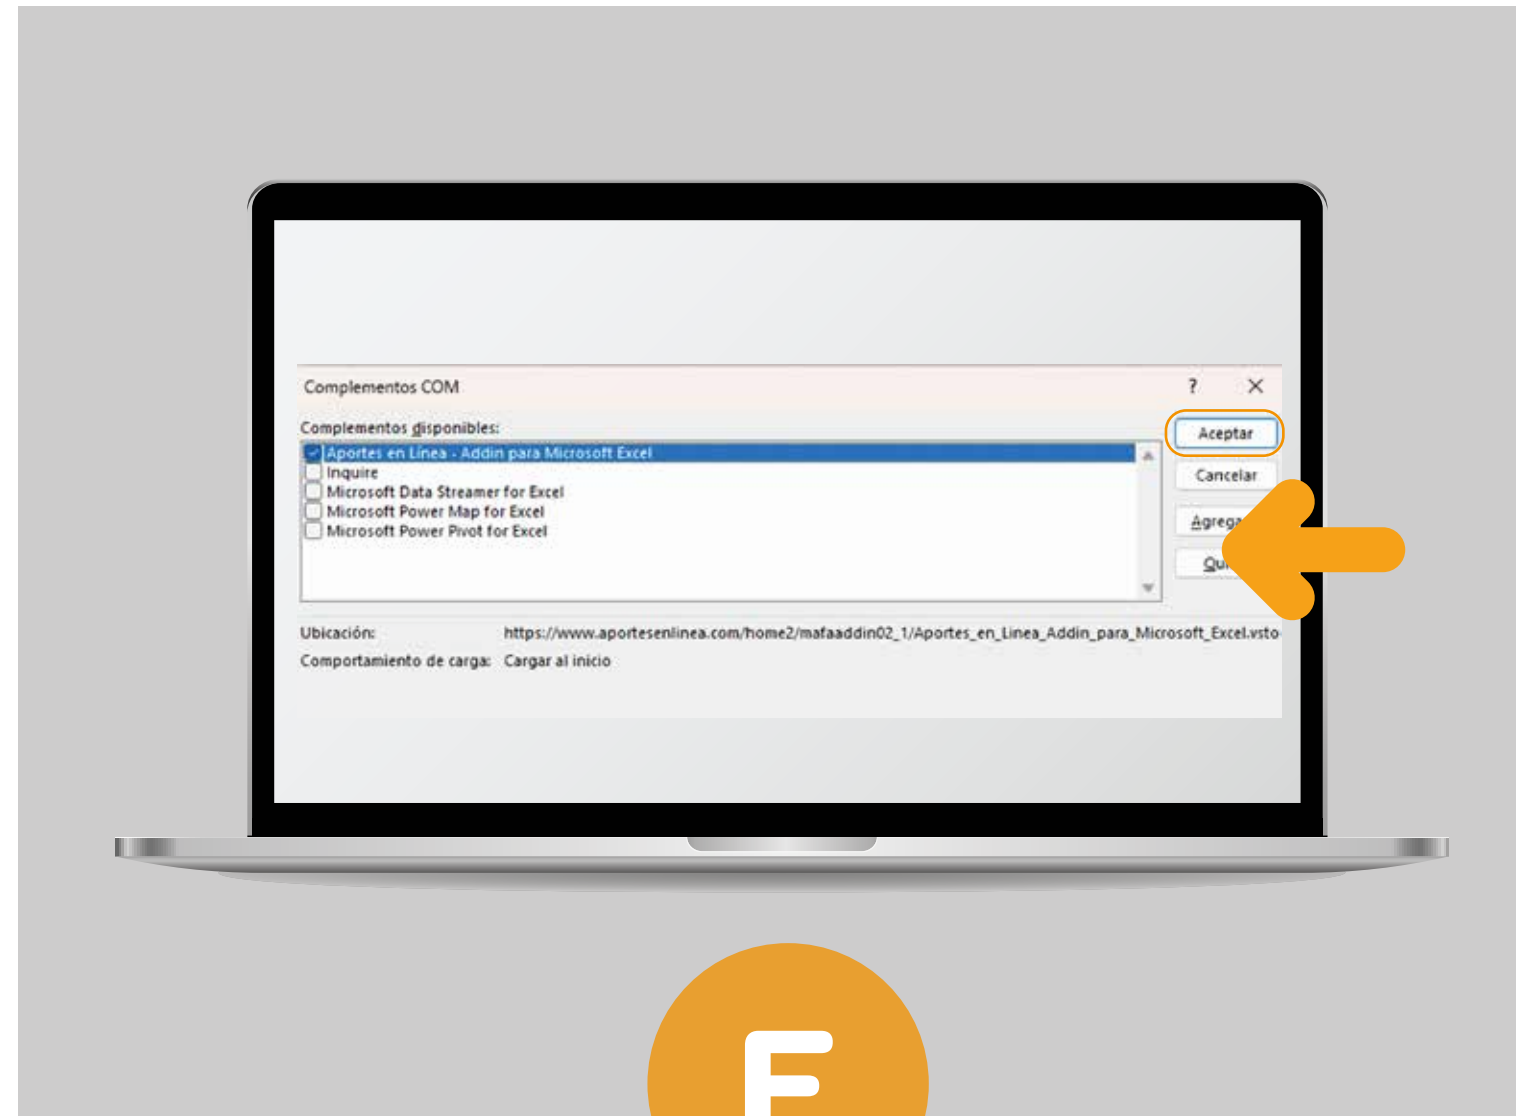 Complementos COM ? ×
Complementos disponibles:
Aceptar
Aportes en Línea - Addin para Microsoft Excel
Inquire
Cancelar
Microsoft Data Streamer for Excel
Microsoft Power Map for Excel
Microsoft Power Pivot for Excel
Ubicación: https://www.aportesenlinea.com/home2/mafaaddin02_1/Aportes_en_Linea_Addin_para_Microsoft_Excel.vsto
Comportamiento de carga: Cargar al inicio